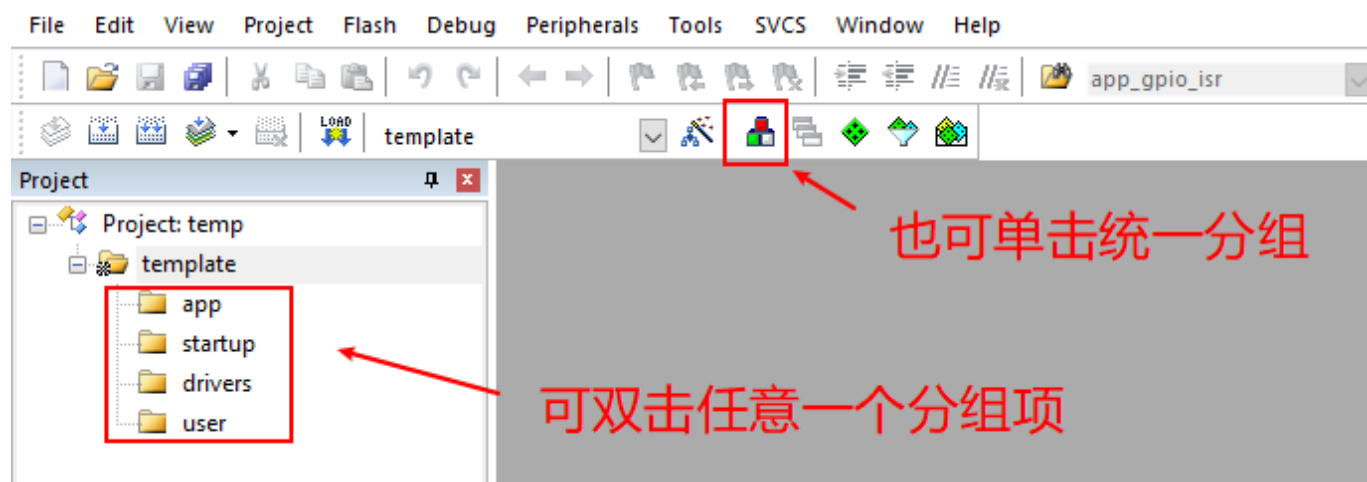 File Edit View Project Flash Debug Peripherals Tools SVCS Window Help
app_gpio_isr
LOAD template
Project
Project: temp
template
app
startup
drivers
user
也可单击统一分组
可双击任意一个分组项